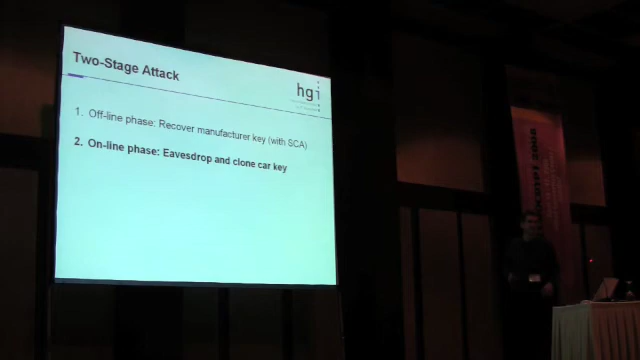 Two-Stage Attack
hgi
1. Off-line phase: Recover manufacturer key (with SCA)
2. On-line phase: Eavesdrop and clone car key
2008